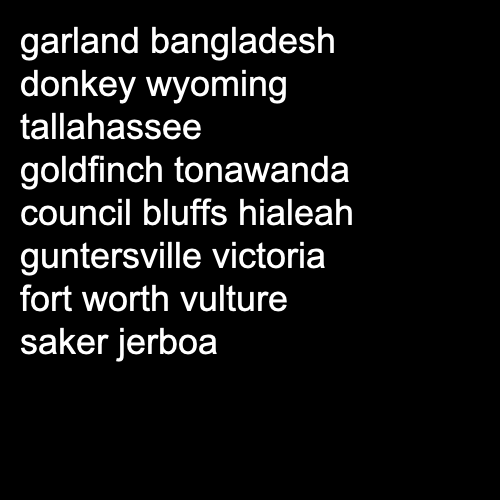 garland bangladesh
donkey wyoming
tallahassee
goldfinch tonawanda
council bluffs hialeah
guntersville victoria
fort worth vulture
saker jerboa